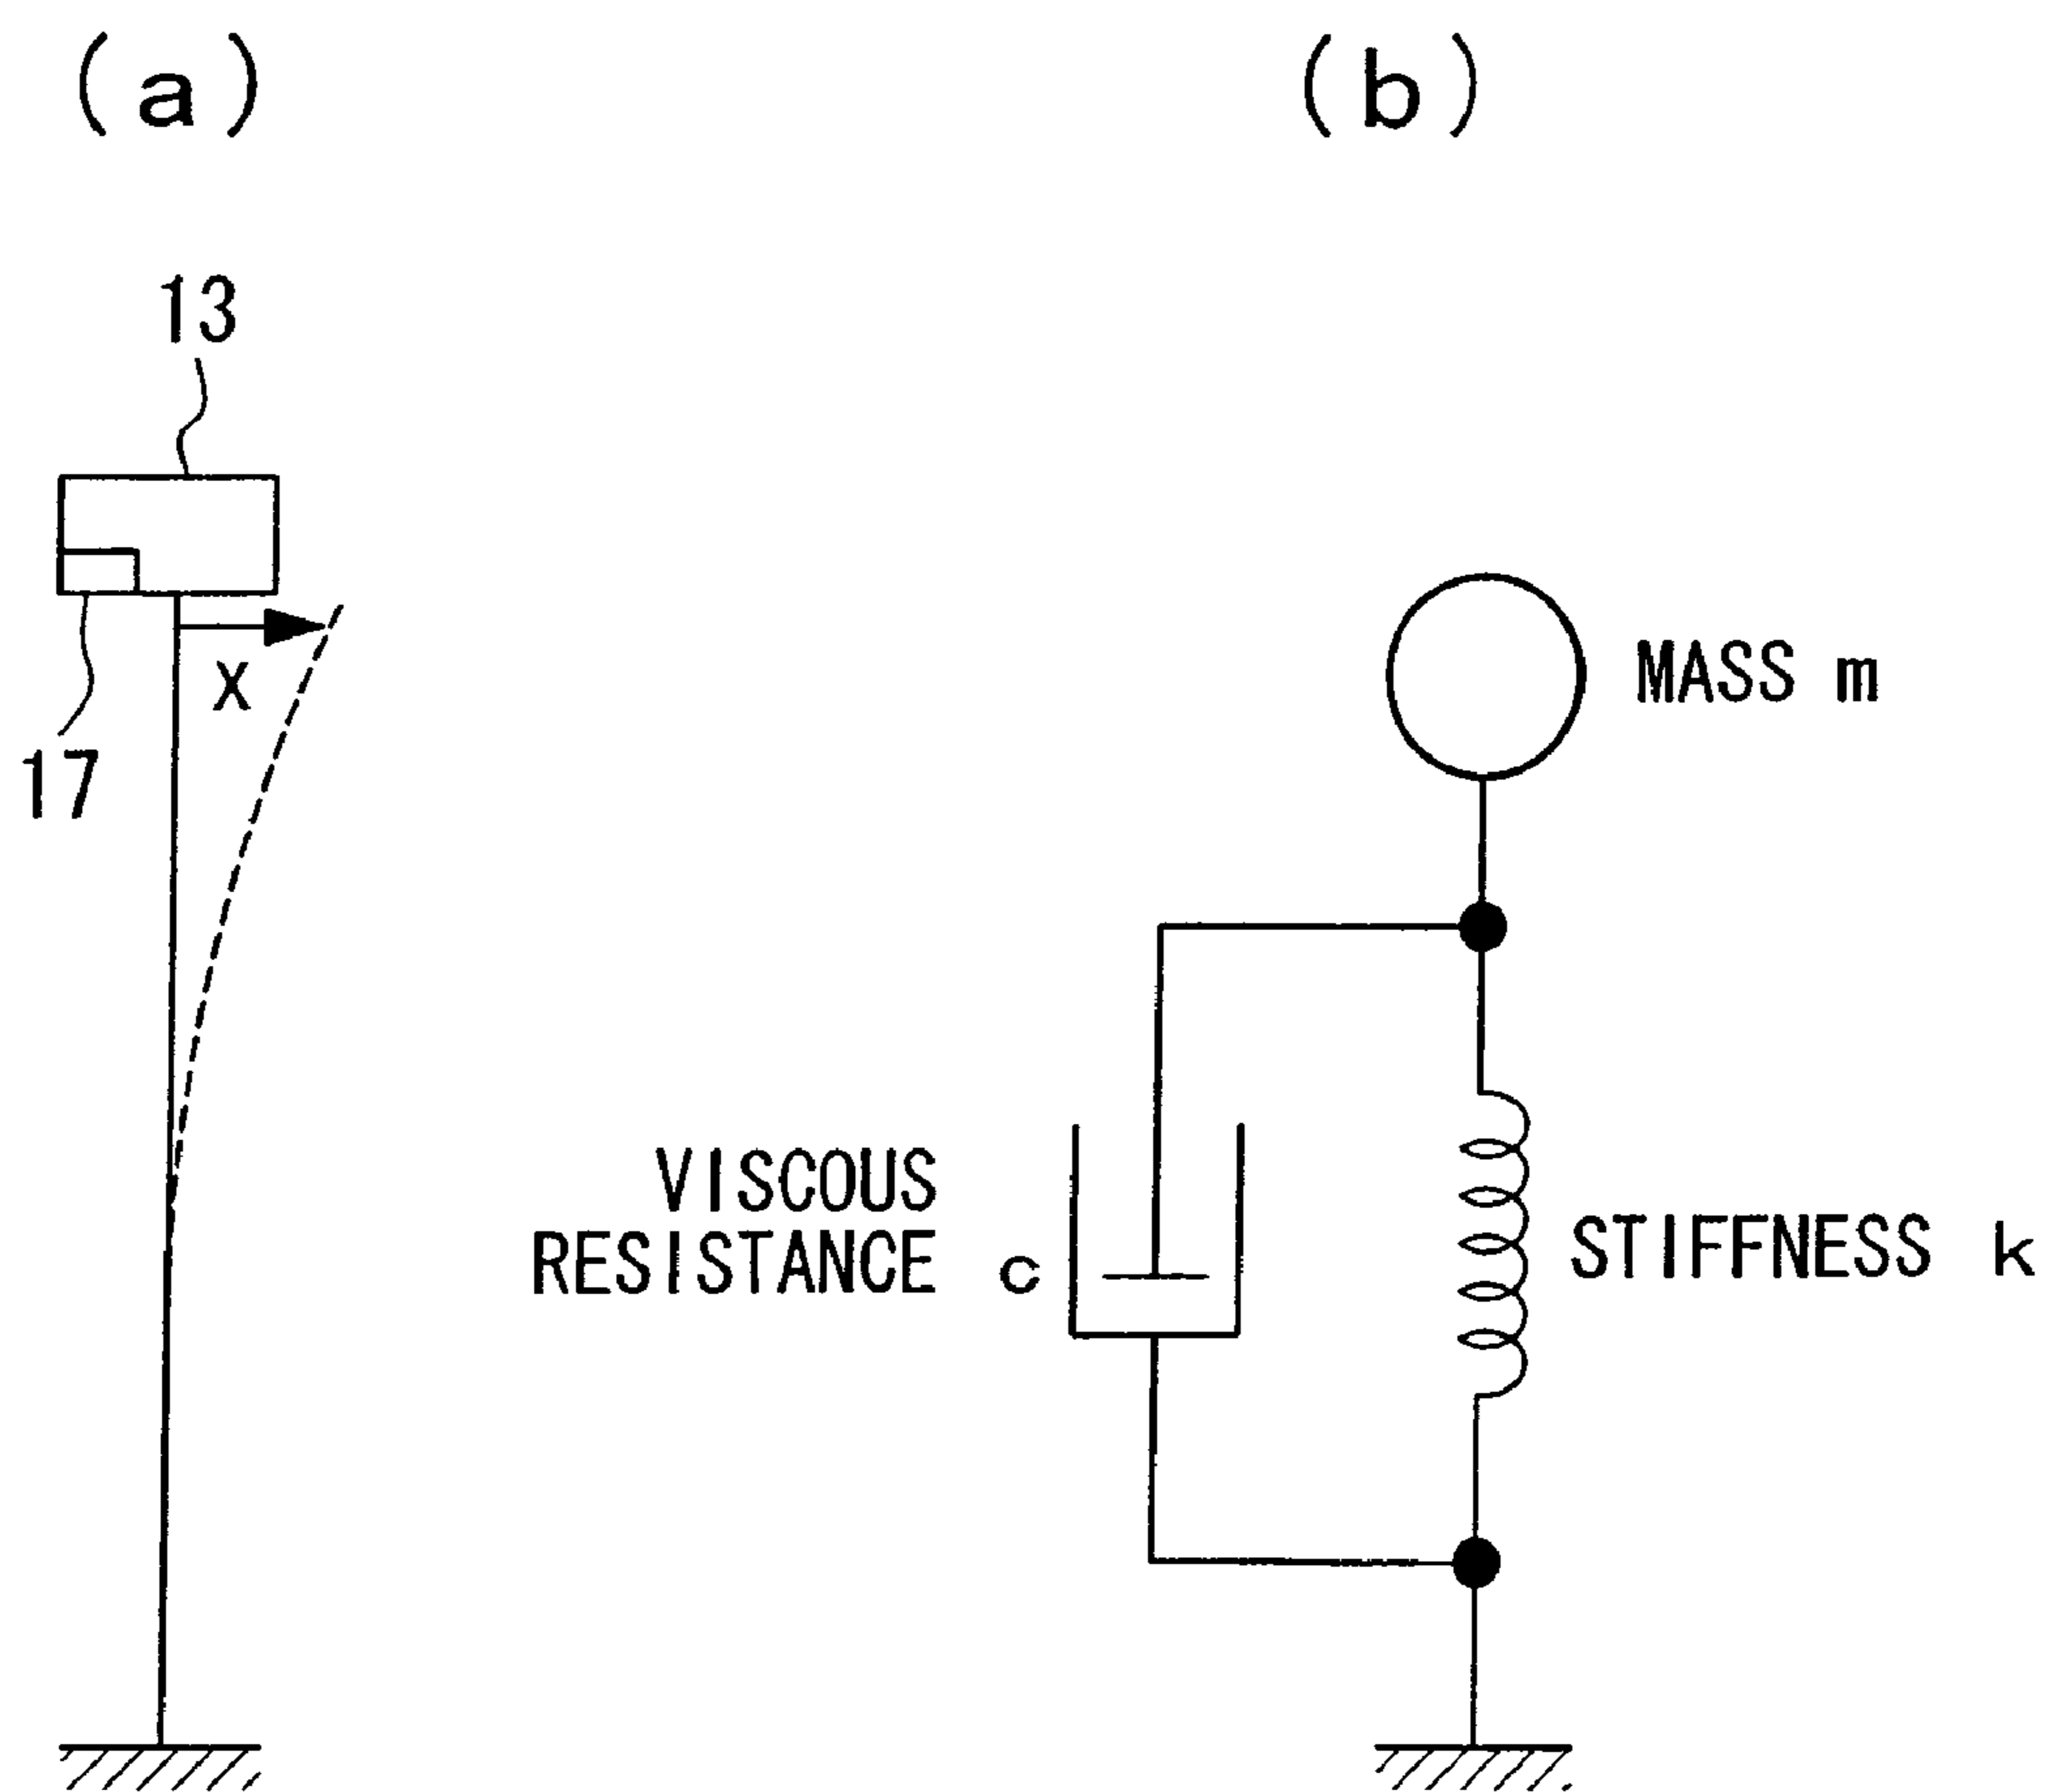 (a)
(b)
13
X
17
MASS m
VISCOUS
RESISTANCE c
STIFFNESS k